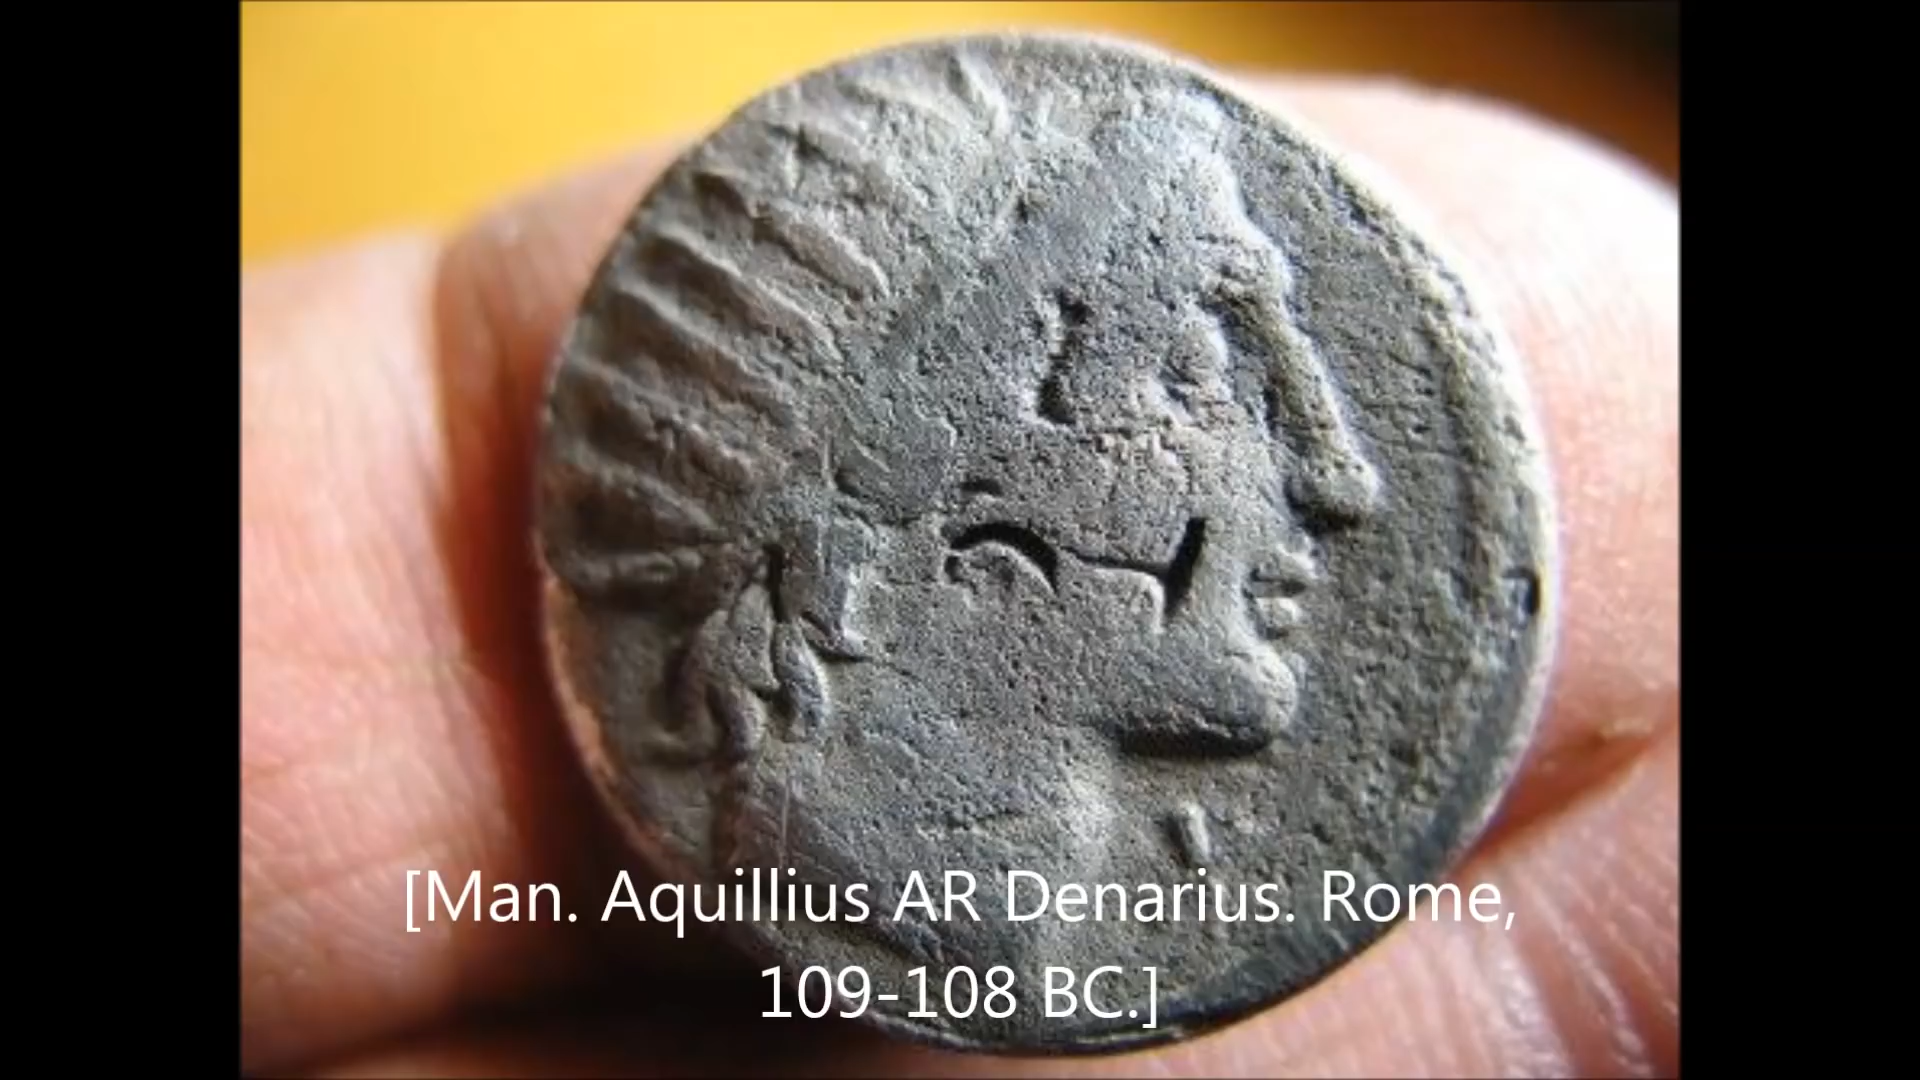 [Man. Aquillius AR Denarius. Rome,
109-108 BC.]